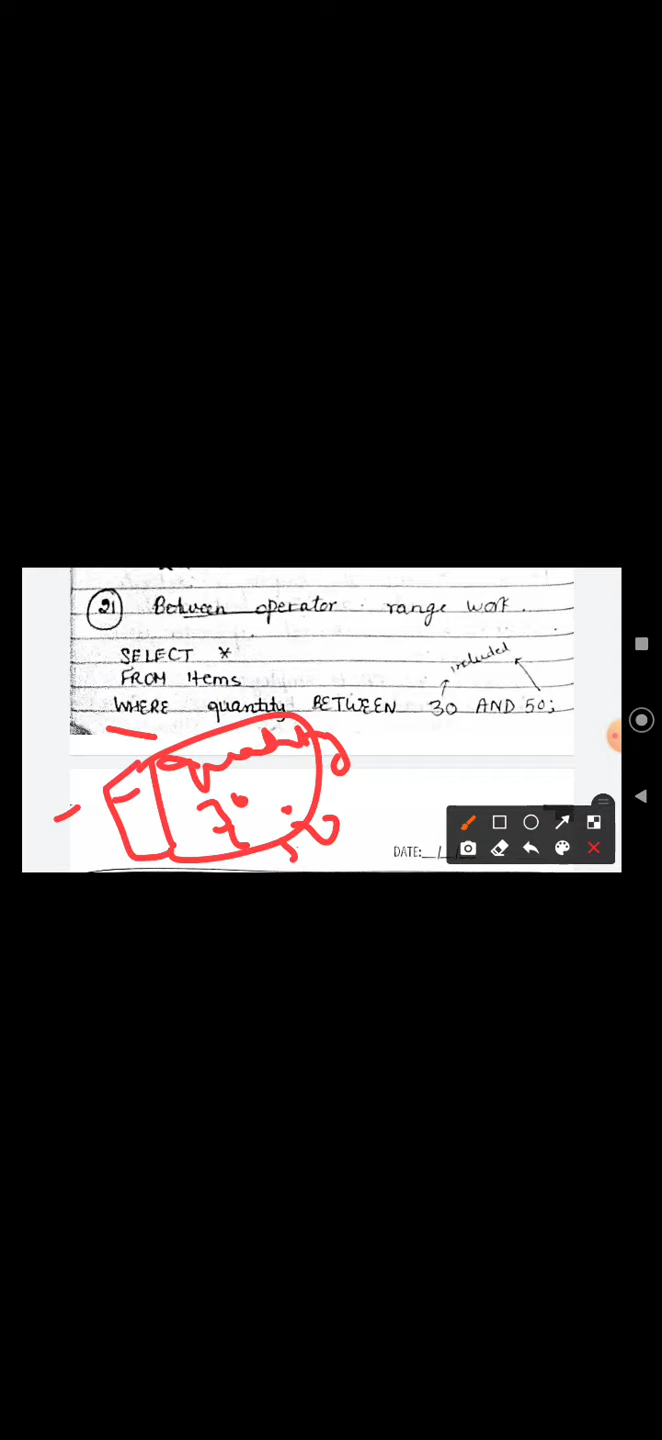 21 Between operator range work.
SELECT *
included
FROM items
WHERE quantity BETWEEN 30 AND 50;
DATE: